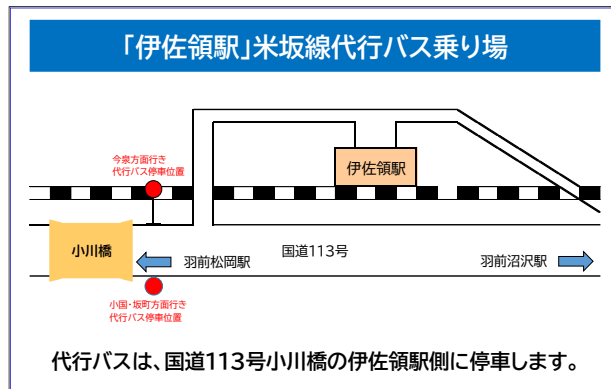 「伊佐領駅」米坂線代行バス乗り場
今泉方面行き
代行バス停車位置
伊佐領駅
小川橋
羽前松岡駅
国道113号
羽前沼沢駅
小国・坂町方面行き
代行バス停車位置
代行バスは、国道113号小川橋の伊佐領駅側に停車します。